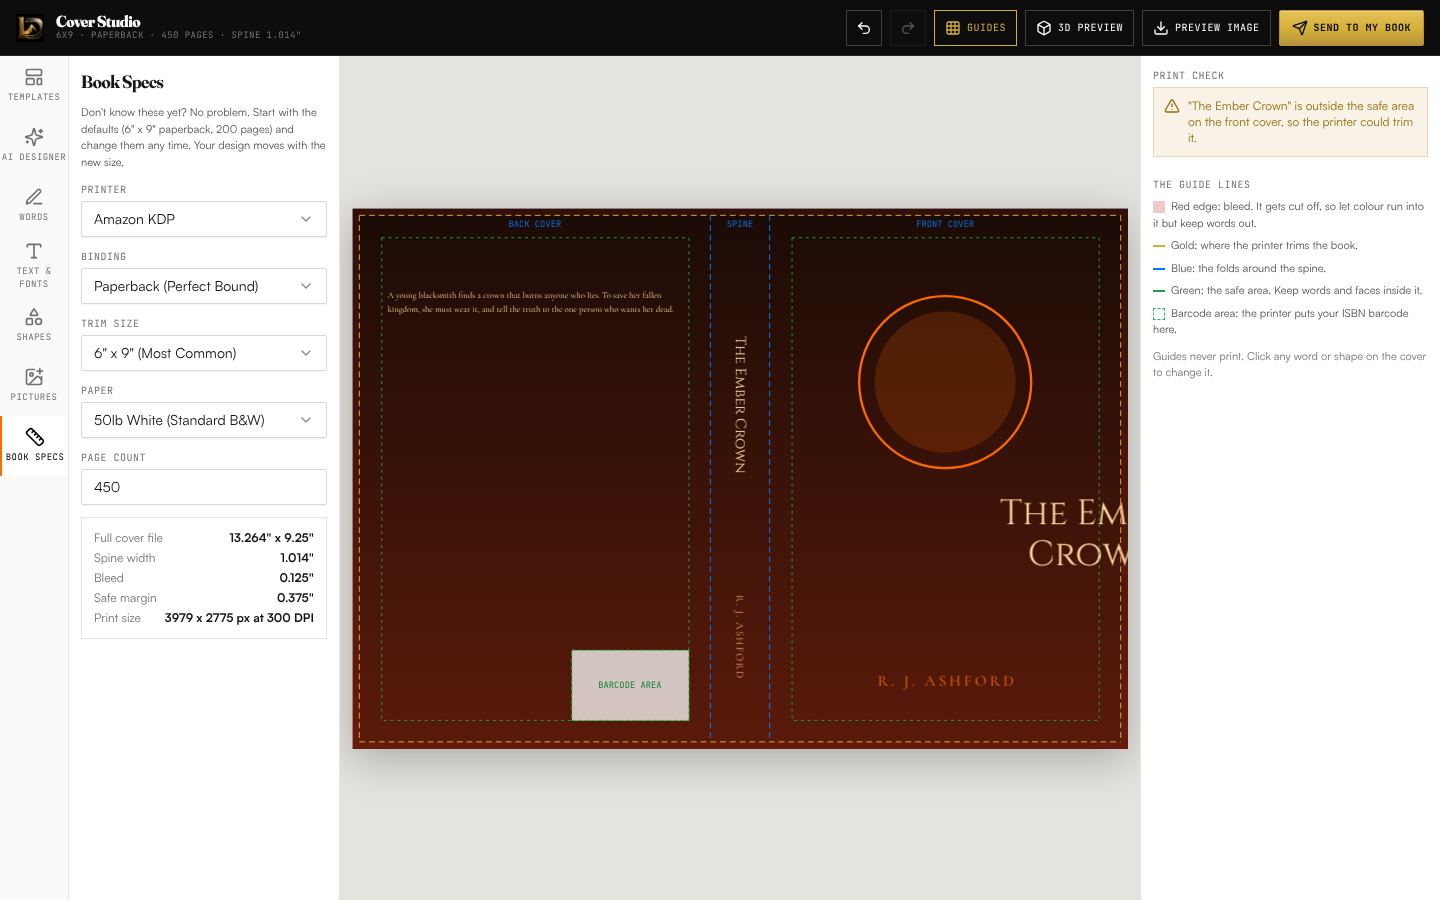 Cover Studio
6X9 · PAPERBACK · 450 PAGES · SPINE 1.014"
GUIDES
3D PREVIEW
PREVIEW IMAGE
SEND TO MY BOOK
TEMPLATES
AI DESIGNER
WORDS
TEXT &
FONTS
SHAPES
PICTURES
BOOK SPECS
Book Specs
Don't know these yet? No problem. Start with the
defaults (6" x 9" paperback, 200 pages) and
change them any time. Your design moves with the
new size.
PRINTER
Amazon KDP
BINDING
Paperback (Perfect Bound)
TRIM SIZE
6" x 9" (Most Common)
PAPER
50lb White (Standard B&W)
PAGE COUNT
450
Full cover file 13.264" x 9.25"
Spine width 1.014"
Bleed 0.125"
Safe margin 0.375"
Print size 3979 x 2775 px at 300 DPI
BACK COVER
A young blacksmith finds a crown that burns anyone who lies. To save her fallen
kingdom, she must wear it, and tell the truth to the one person who wants her dead.
BARCODE AREA
SPINE
The Ember Crown
R. J. ASHFORD
FRONT COVER
The Em
Crow
R. J. ASHFORD
PRINT CHECK
"The Ember Crown" is outside the safe area
on the front cover, so the printer could trim
it.
THE GUIDE LINES
Red edge: bleed. It gets cut off, so let colour run into
it but keep words out.
Gold: where the printer trims the book.
Blue: the folds around the spine.
Green: the safe area. Keep words and faces inside it.
Barcode area: the printer puts your ISBN barcode
here.
Guides never print. Click any word or shape on the cover
to change it.